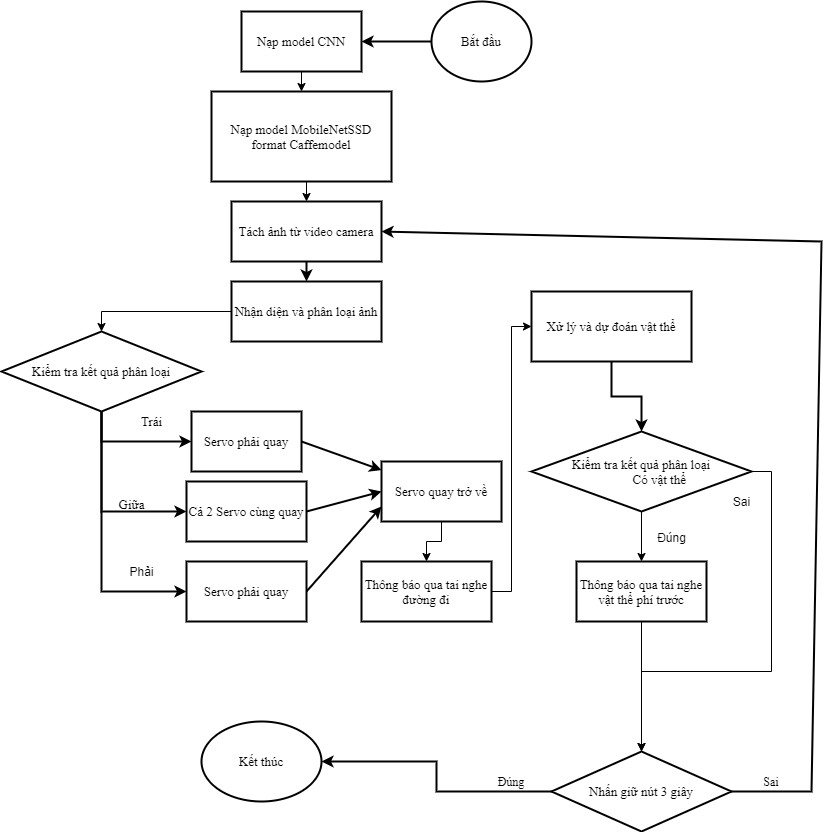 Nạp model CNN
Bắt đầu
Nạp model MobileNetSSD
format Caffemodel
Tách ảnh từ video camera
Nhận diện và phân loại ảnh
Kiểm tra kết quả phân loại
Trái
Servo phải quay
Giữa
Cả 2 Servo cùng quay
Phải
Servo phải quay
Servo quay trở về
Thông báo qua tai nghe
đường đi
Xử lý và dự đoán vật thể
Kiểm tra kết quả phân loại
Có vật thể
Sai
Đúng
Thông báo qua tai nghe
vật thể phí trước
Nhấn giữ nút 3 giây
Sai
Đúng
Kết thúc